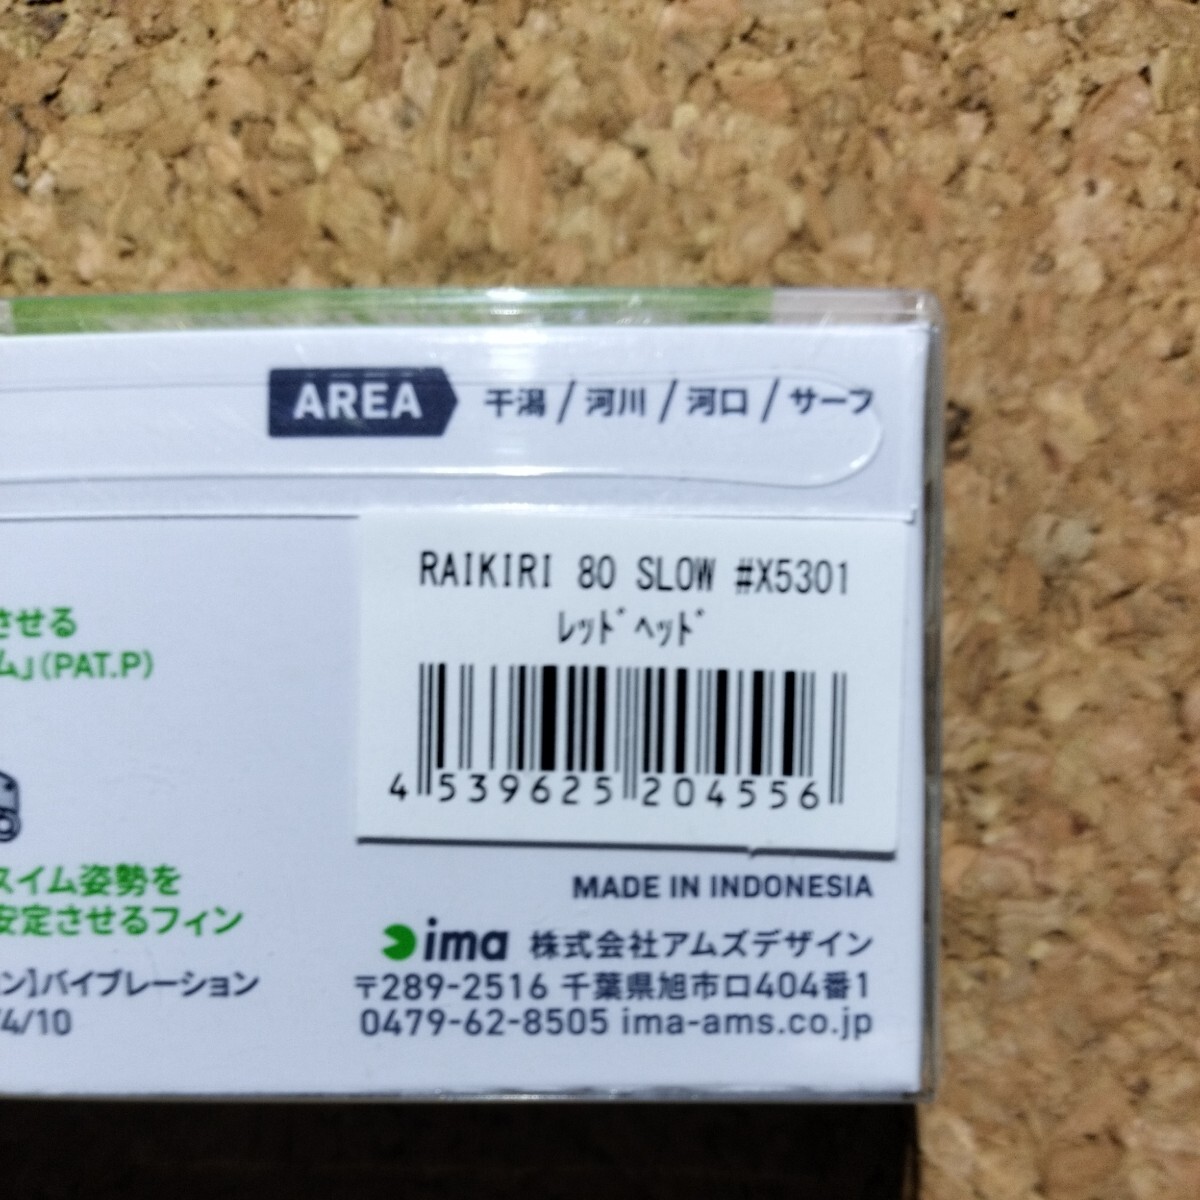 AREA 干潟 / 河川 / 河口 / サーフ
RAIKIRI 80 SLOW #X5301
ﾚｯﾄﾞﾍｯﾄﾞ
させる
ム」(PAT.P)
4 539625 204556
スイム姿勢を
安定させるフィン
ン】バイブレーション
/4/10
MADE IN INDONESIA
ima 株式会社アムズデザイン
〒289-2516 千葉県旭市ロ404番1
0479-62-8505 ima-ams.co.jp